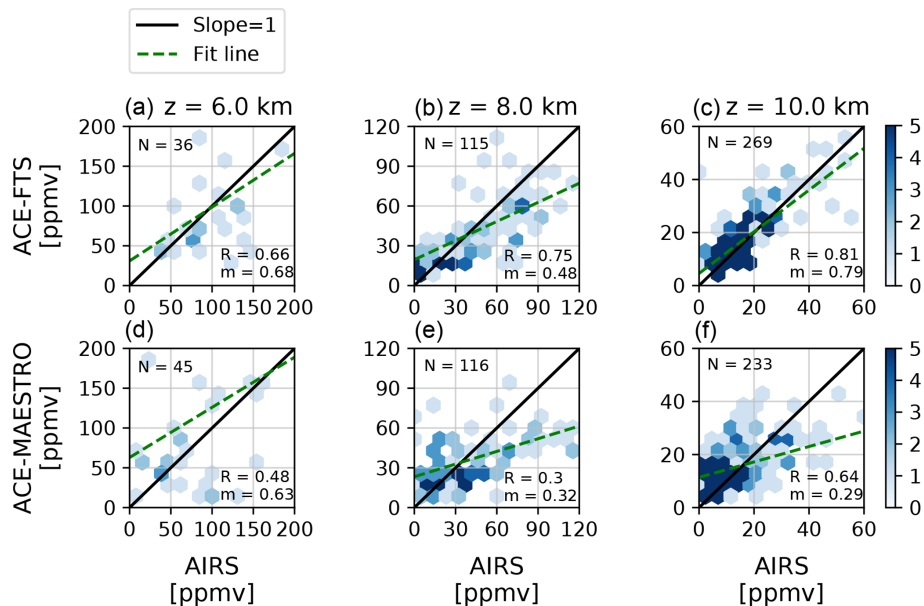 Slope=1
Fit line
(a) z = 6.0 km
(b) z = 8.0 km
(c) z = 10.0 km
ACE-FTS
[ppmv]
200
150
100
50
0
N = 36
R = 0.66
m = 0.68
0 50 100 150 200
120
90
60
30
0
N = 115
R = 0.75
m = 0.48
0 30 60 90 120
60
40
20
0
N = 269
R = 0.81
m = 0.79
0 20 40 60
5
4
3
2
1
0
(d)
(e)
(f)
ACE-MAESTRO
[ppmv]
200
150
100
50
0
N = 45
R = 0.48
m = 0.63
0 50 100 150 200
120
90
60
30
0
N = 116
R = 0.3
m = 0.32
0 30 60 90 120
60
40
20
0
N = 233
R = 0.64
m = 0.29
0 20 40 60
5
4
3
2
1
0
AIRS
[ppmv]
AIRS
[ppmv]
AIRS
[ppmv]